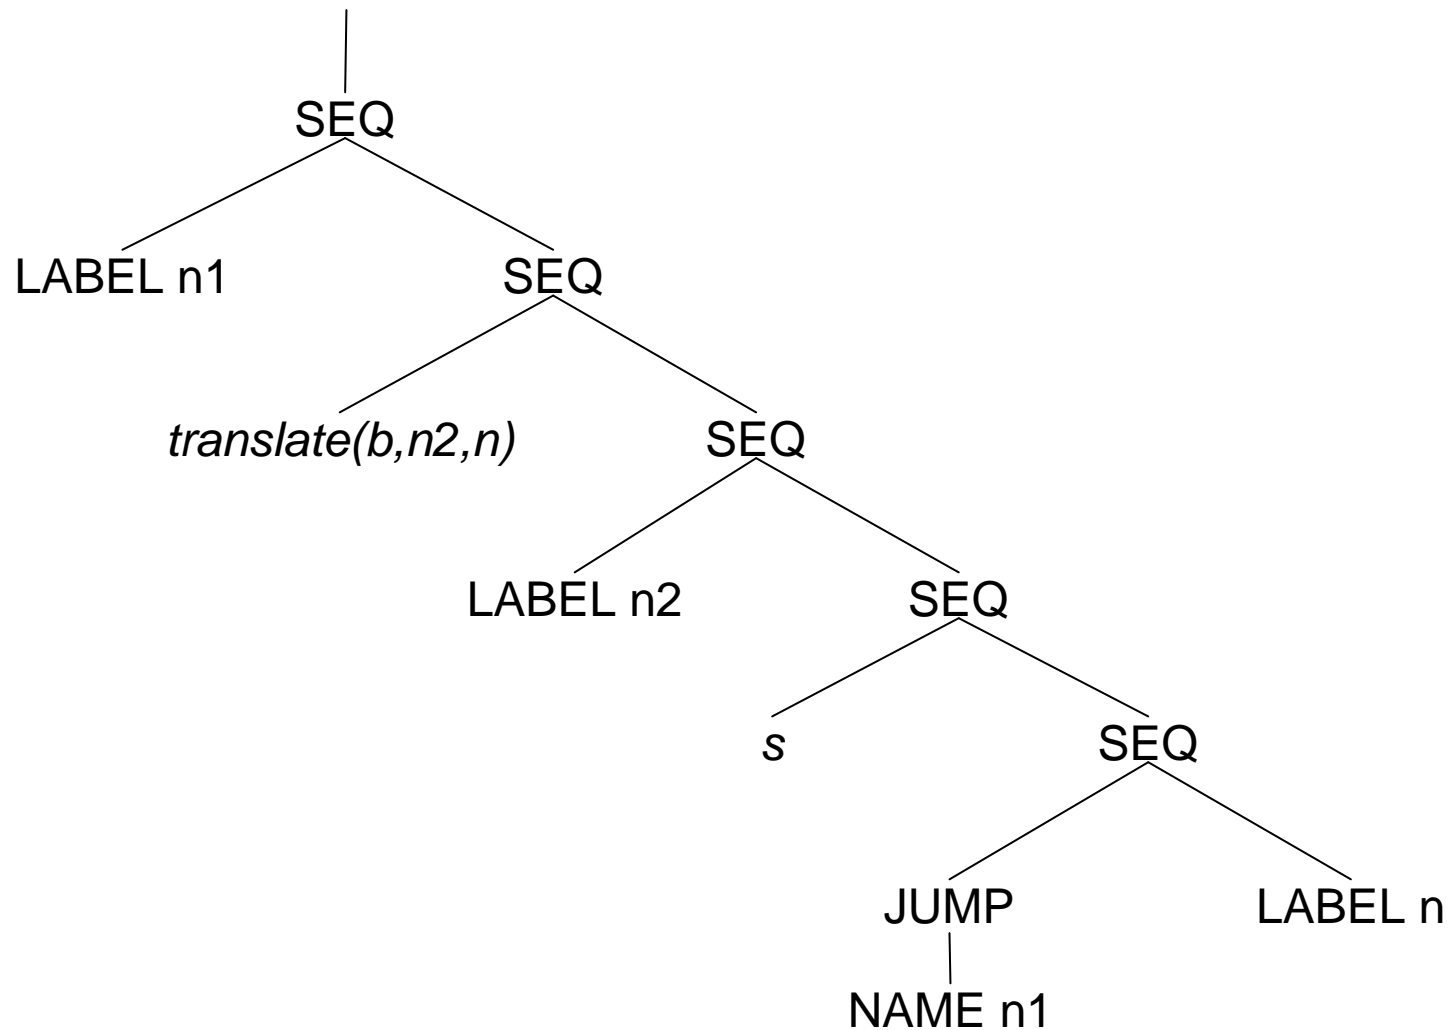 SEQ
LABEL n1
SEQ
translate(b,n2,n)
SEQ
LABEL n2
SEQ
s
SEQ
JUMP
LABEL n
NAME n1